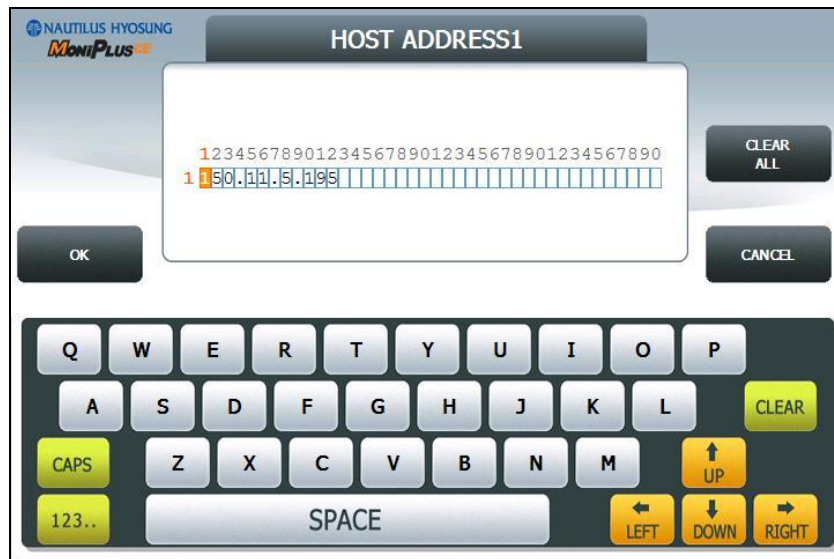 NAUTILUS HYOSUNG
MoniPlusCE
HOST ADDRESS1
1234567890123456789012345678901234567890
1 150.11.5.195
CLEAR
ALL
OK
CANCEL
Q W E R T Y U I O P
A S D F G H J K L CLEAR
CAPS Z X C V B N M UP
123.. SPACE LEFT DOWN RIGHT